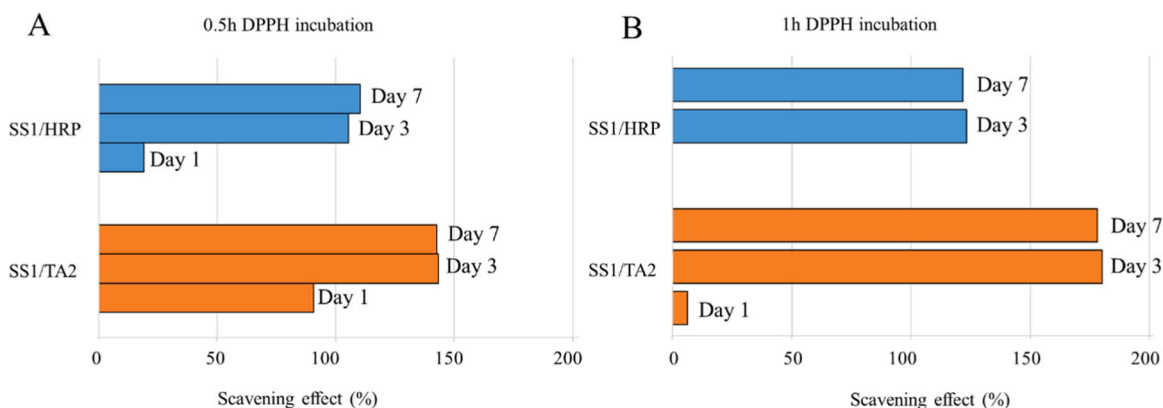 A
0.5h DPPH incubation
SS1/HRP
Day 7
Day 3
Day 1
SS1/TA2
Day 7
Day 3
Day 1
0 50 100 150 200
Scavening effect (%)
B
1h DPPH incubation
SS1/HRP
Day 7
Day 3
SS1/TA2
Day 7
Day 3
Day 1
0 50 100 150 200
Scavening effect (%)